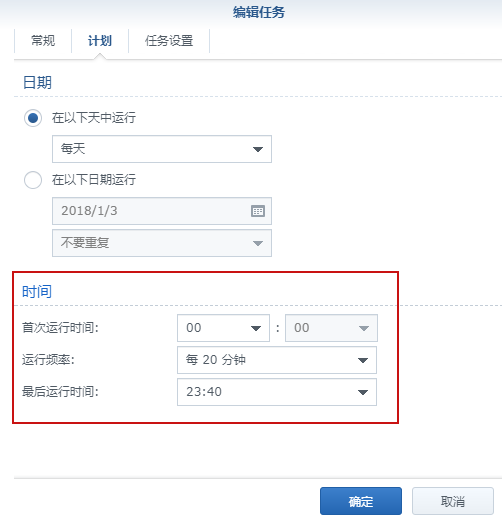 编辑任务
常规 计划 任务设置
日期
在以下天中运行
每天
在以下日期运行
2018/1/3
不要重复
时间
首次运行时间: 00 : 00
运行频率: 每 20 分钟
最后运行时间: 23:40
确定 取消